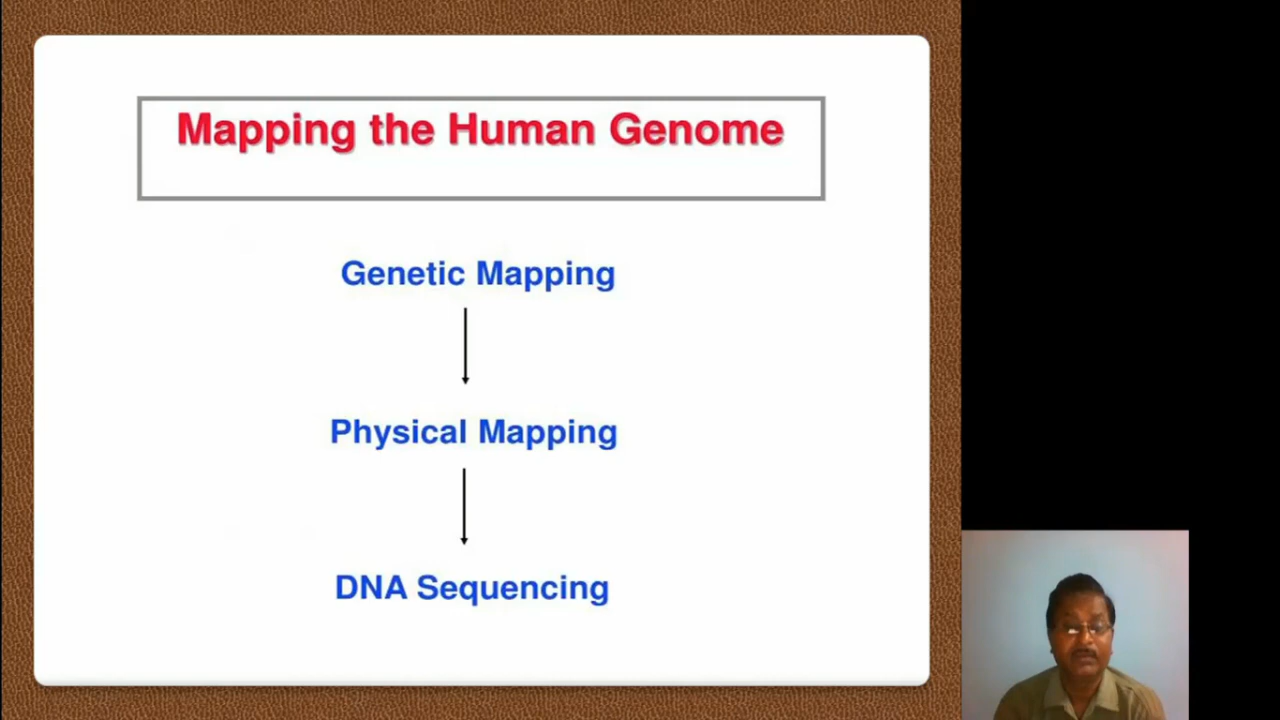 Mapping the Human Genome
Genetic Mapping
Physical Mapping
DNA Sequencing